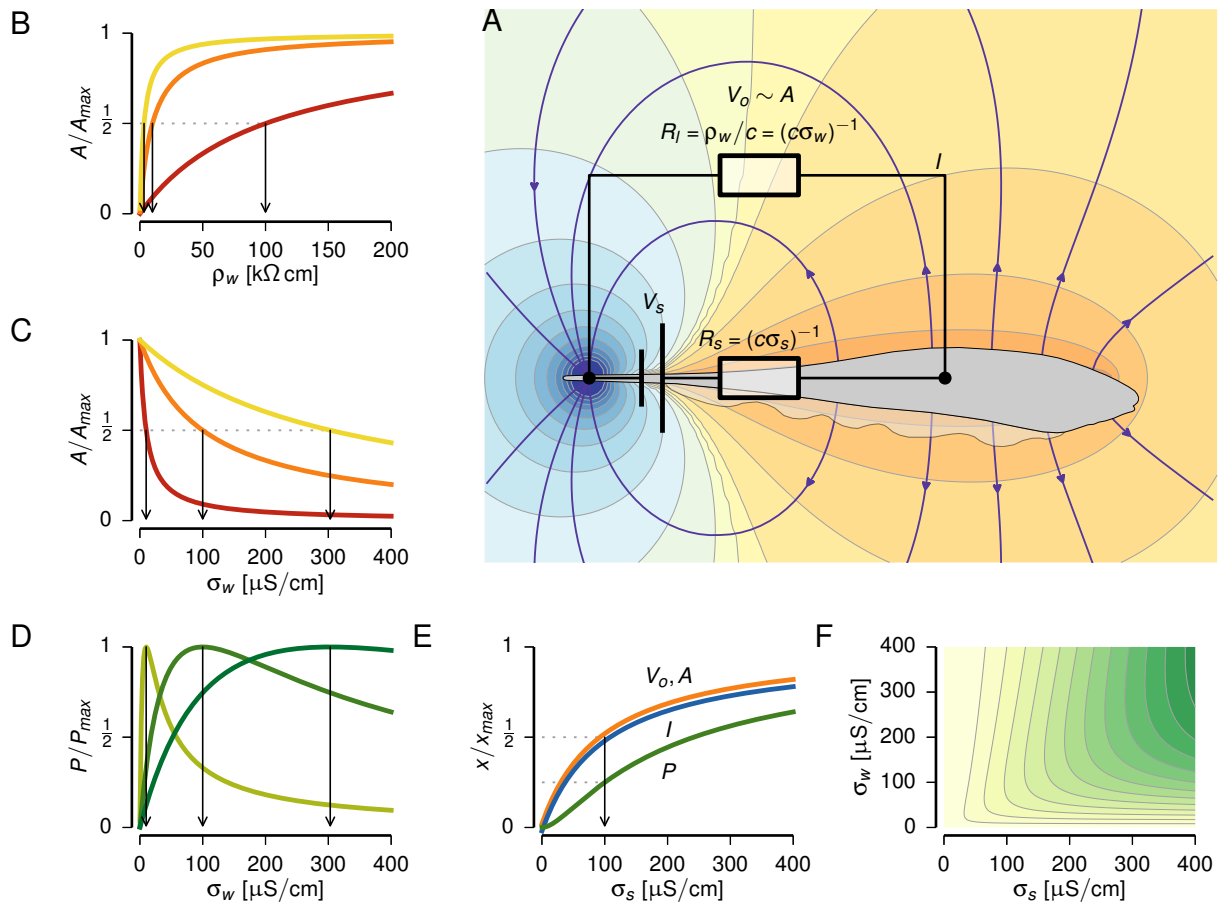 A
V_o ∼ A
R_l = ρ_w/c = (cσ_w)⁻¹
I
V_s
R_s = (cσ_s)⁻¹
B
A/A_max
1
1/2
0
0 50 100 150 200
ρ_w [kΩ cm]
C
A/A_max
1
1/2
0
0 100 200 300 400
σ_w [μS/cm]
D
P/P_max
1
1/2
0
0 100 200 300 400
σ_w [μS/cm]
E
x/x_max
1
1/2
0
V_o, A
I
P
0 100 200 300 400
σ_s [μS/cm]
F
σ_w [μS/cm]
400
300
200
100
0
0 100 200 300 400
σ_s [μS/cm]